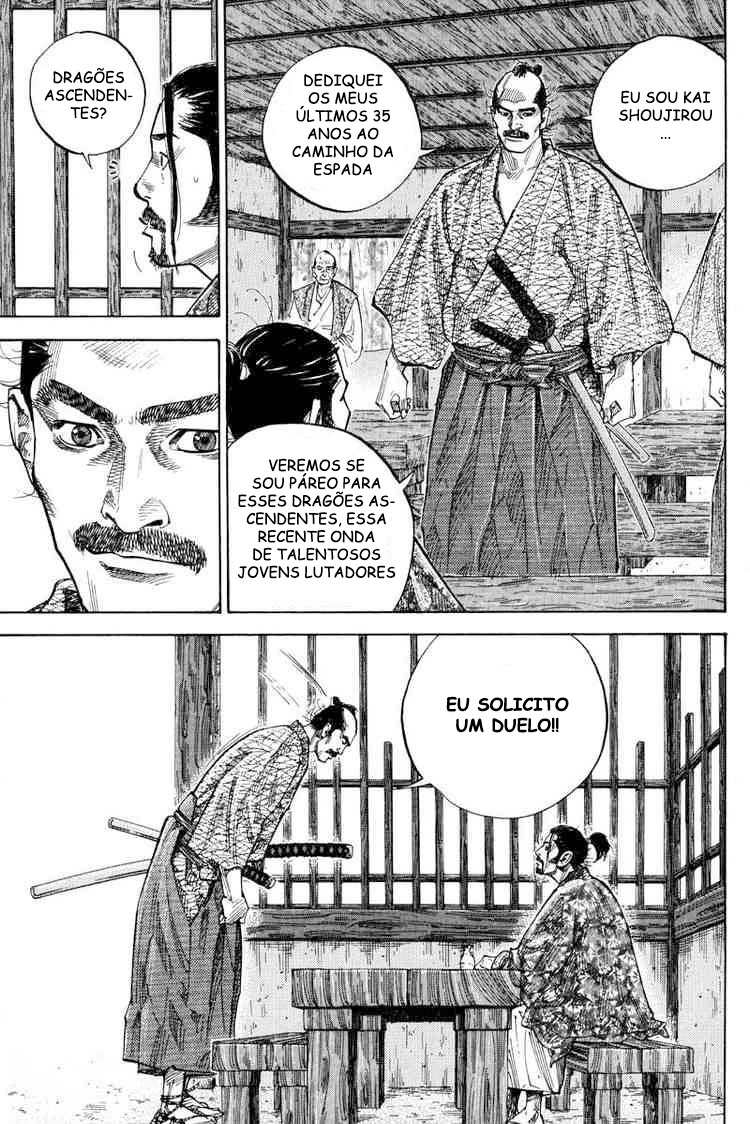 EU SOU KAI
SHOUJIROU
...
DEDIQUEI
OS MEUS
ÚLTIMOS 35
ANOS AO
CAMINHO DA
ESPADA
VEREMOS SE
SOU PÁREO PARA
ESSES DRAGÕES AS-
CENDENTES, ESSA
RECENTE ONDA
DE TALENTOSOS
JOVENS LUTADORES
DRAGÕES
ASCENDEN-
TES?
EU SOLICITO
UM DUELO!!